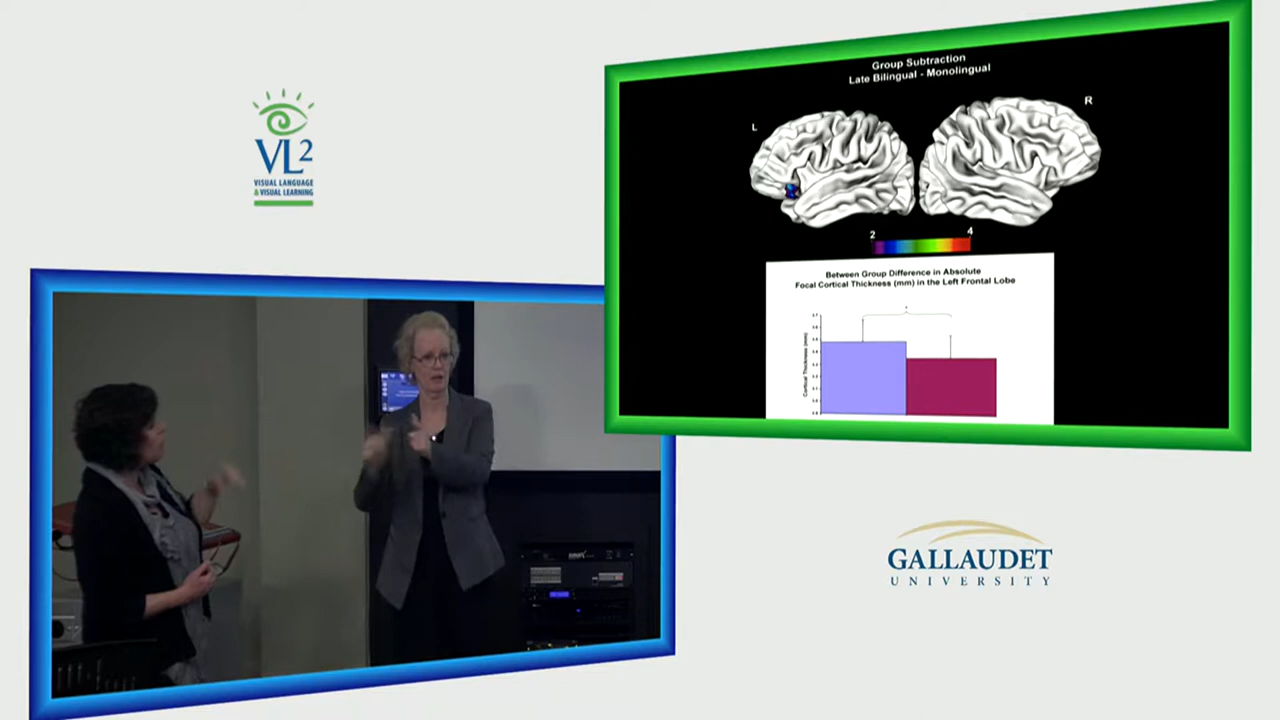 VL2
VISUAL LANGUAGE
& VISUAL LEARNING
Group Subtraction
Late Bilingual - Monolingual
L
R
2
4
Between Group Difference in Absolute
Focal Cortical Thickness (mm) in the Left Frontal Lobe
*
Cortical Thickness (mm)
GALLAUDET
UNIVERSITY